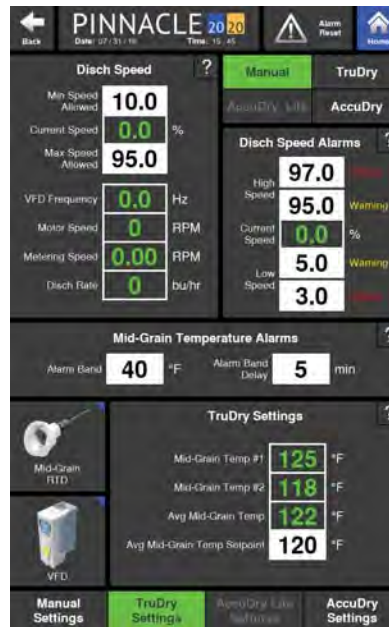 PINNACLE 20 20
Back
Date: 07/31/18 Time: 15:45
Alarm Reset
Home
Disch Speed ?
Min Speed Allowed 10.0
Current Speed 0.0 %
Max Speed Allowed 95.0
VFD Frequency 0.0 Hz
Motor Speed 0 RPM
Metering Speed 0.00 RPM
Disch Rate 0 bu/hr
Manual TruDry
AccuDry Lite AccuDry
Disch Speed Alarms ?
High Speed 97.0
95.0 Warning
Current Speed 0.0 %
Low Speed 5.0 Warning
3.0
Mid-Grain Temperature Alarms
Alarm Band 40 °F Alarm Band Delay 5 min
Mid-Grain RTD
VFD
TruDry Settings ?
Mid-Grain Temp #1 125 °F
Mid-Grain Temp #2 118 °F
Avg Mid-Grain Temp 122 °F
Avg Mid-Grain Temp Setpoint 120 °F
Manual Settings
TruDry Settings
AccuDry Lite Settings
AccuDry Settings